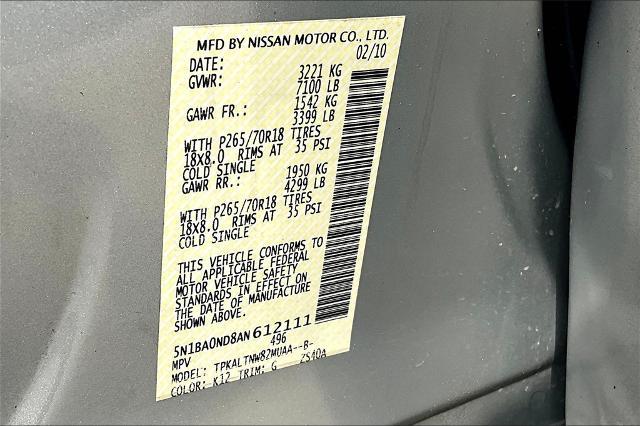 MFD BY NISSAN MOTOR CO., LTD.
DATE: 02/10
GVWR: 3221 KG
7100 LB
GAWR FR.: 1542 KG
3399 LB
WITH P265/70R18 TIRES
18X8.0 RIMS AT 35 PSI
COLD SINGLE
GAWR RR.: 1950 KG
4299 LB
WITH P265/70R18 TIRES
18X8.0 RIMS AT 35 PSI
COLD SINGLE
THIS VEHICLE CONFORMS TO
ALL APPLICABLE FEDERAL
MOTOR VEHICLE SAFETY
STANDARDS IN EFFECT ON
THE DATE OF MANUFACTURE
SHOWN ABOVE.
5N1BA0ND8AN612111
MPV 496
MODEL: TPKALTNW82MUAA--B-
COLOR: K12 TRIM: G ZS4DA